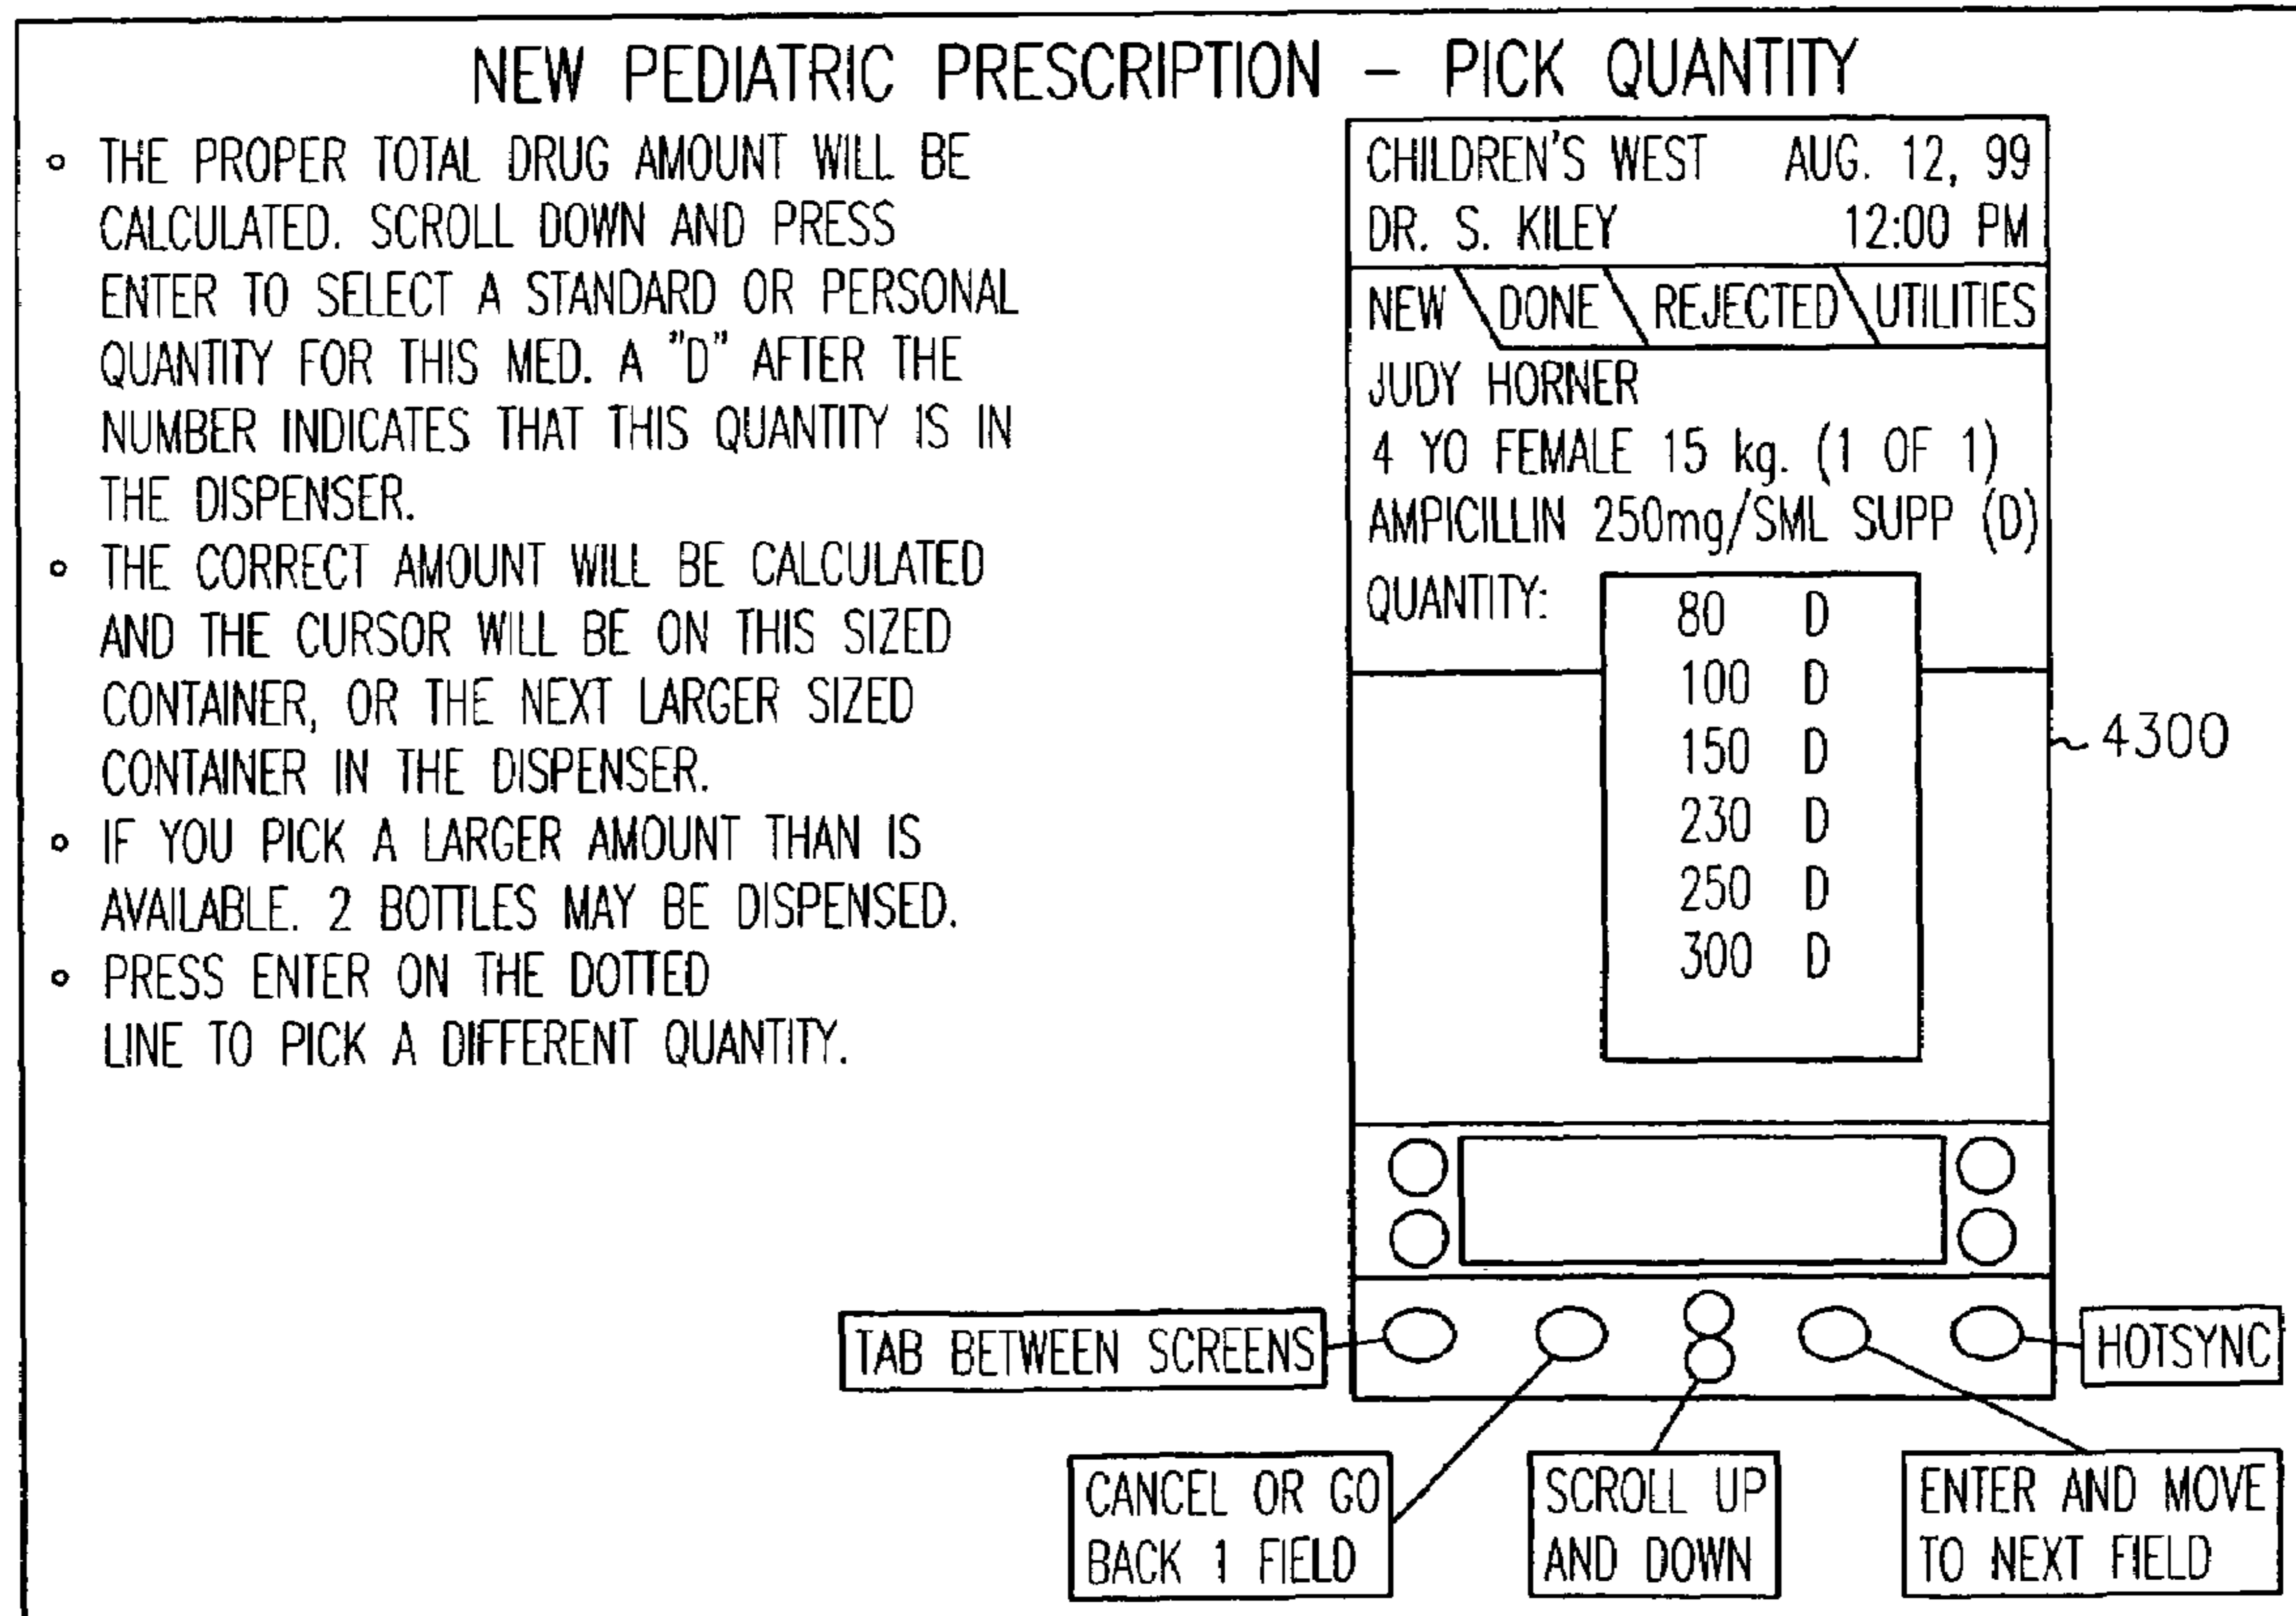 NEW PEDIATRIC PRESCRIPTION – PICK QUANTITY
◦ THE PROPER TOTAL DRUG AMOUNT WILL BE
CALCULATED. SCROLL DOWN AND PRESS
ENTER TO SELECT A STANDARD OR PERSONAL
QUANTITY FOR THIS MED. A "D" AFTER THE
NUMBER INDICATES THAT THIS QUANTITY IS IN
THE DISPENSER.
◦ THE CORRECT AMOUNT WILL BE CALCULATED
AND THE CURSOR WILL BE ON THIS SIZED
CONTAINER, OR THE NEXT LARGER SIZED
CONTAINER IN THE DISPENSER.
◦ IF YOU PICK A LARGER AMOUNT THAN IS
AVAILABLE. 2 BOTTLES MAY BE DISPENSED.
◦ PRESS ENTER ON THE DOTTED
LINE TO PICK A DIFFERENT QUANTITY.
CHILDREN'S WEST AUG. 12, 99
DR. S. KILEY 12:00 PM
NEW DONE REJECTED UTILITIES
JUDY HORNER
4 YO FEMALE 15 kg. (1 OF 1)
AMPICILLIN 250mg/SML SUPP (D)
QUANTITY:
80 D
100 D
150 D
230 D
250 D
300 D
4300
TAB BETWEEN SCREENS
HOTSYNC
CANCEL OR GO
BACK 1 FIELD
SCROLL UP
AND DOWN
ENTER AND MOVE
TO NEXT FIELD